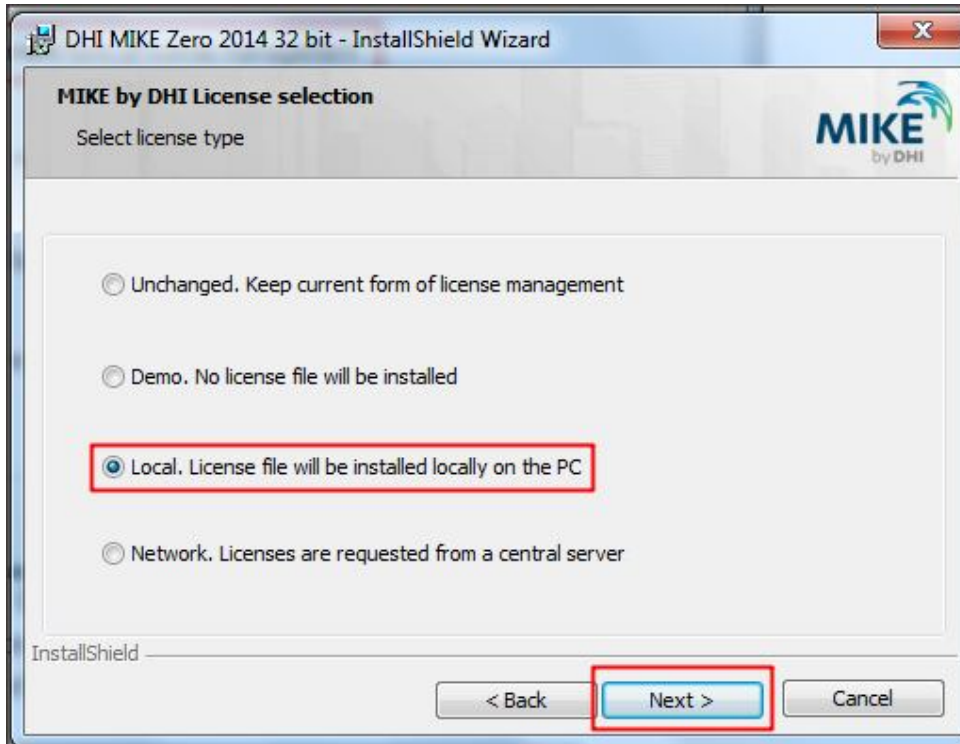 DHI MIKE Zero 2014 32 bit - InstallShield Wizard
MIKE by DHI License selection
Select license type
MIKE
by DHI
Unchanged. Keep current form of license management
Demo. No license file will be installed
Local. License file will be installed locally on the PC
Network. Licenses are requested from a central server
InstallShield
< Back Next > Cancel